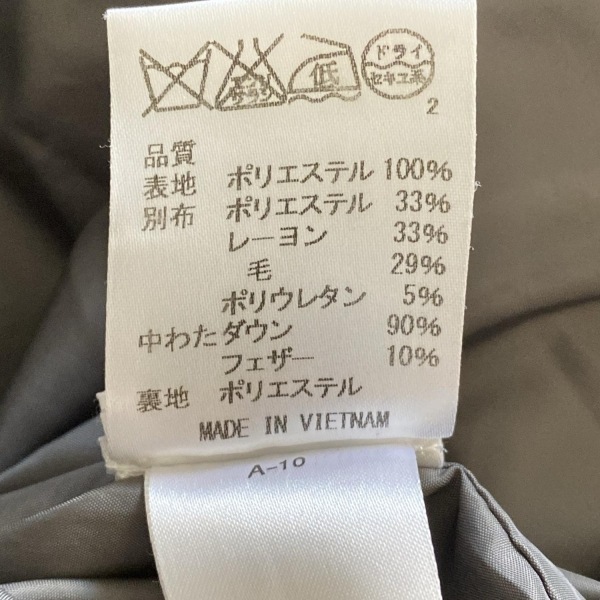 低
ドライ
セキユ系
2
品質
表地 ポリエステル 100%
別布 ポリエステル 33%
レーヨン 33%
毛 29%
ポリウレタン 5%
中わた ダウン 90%
フェザー 10%
裏地 ポリエステル
MADE IN VIETNAM
A-10